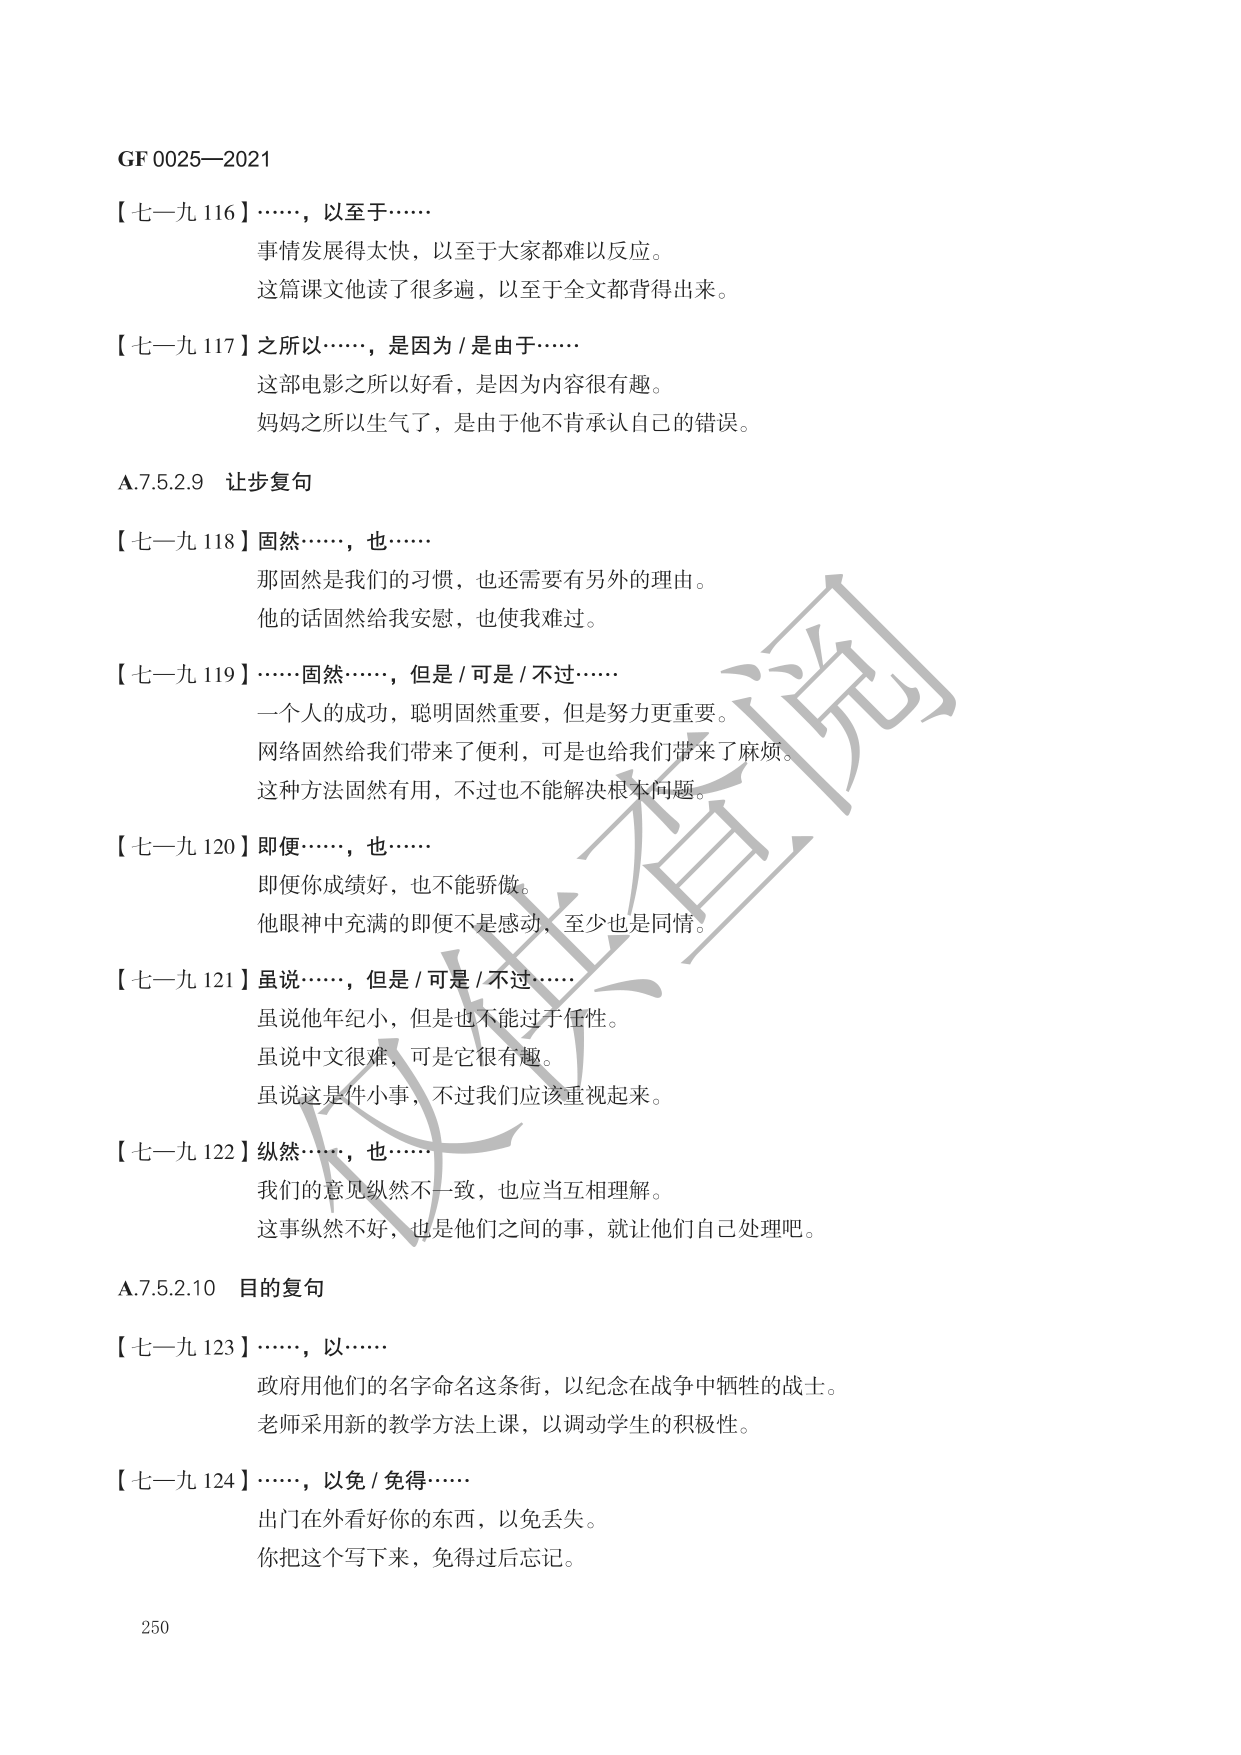 GF 0025—2021
【七—九 116】……，以至于……
事情发展得太快，以至于大家都难以反应。
这篇课文他读了很多遍，以至于全文都背得出来。
【七—九 117】之所以……，是因为 / 是由于……
这部电影之所以好看，是因为内容很有趣。
妈妈之所以生气了，是由于他不肯承认自己的错误。
A.7.5.2.9 让步复句
【七—九 118】固然……，也……
那固然是我们的习惯，也还需要有另外的理由。
他的话固然给我安慰，也使我难过。
【七—九 119】……固然……，但是 / 可是 / 不过……
一个人的成功，聪明固然重要，但是努力更重要。
网络固然给我们带来了便利，可是也给我们带来了麻烦。
这种方法固然有用，不过也不能解决根本问题。
【七—九 120】即便……，也……
即便你成绩好，也不能骄傲。
他眼神中充满的即便不是感动，至少也是同情。
【七—九 121】虽说……，但是 / 可是 / 不过……
虽说他年纪小，但是也不能过于任性。
虽说中文很难，可是它很有趣。
虽说这是件小事，不过我们应该重视起来。
【七—九 122】纵然……，也……
我们的意见纵然不一致，也应当互相理解。
这事纵然不好，也是他们之间的事，就让他们自己处理吧。
A.7.5.2.10 目的复句
【七—九 123】……，以……
政府用他们的名字命名这条街，以纪念在战争中牺牲的战士。
老师采用新的教学方法上课，以调动学生的积极性。
【七—九 124】……，以免 / 免得……
出门在外看好你的东西，以免丢失。
你把这个写下来，免得过后忘记。
250
仅供查阅